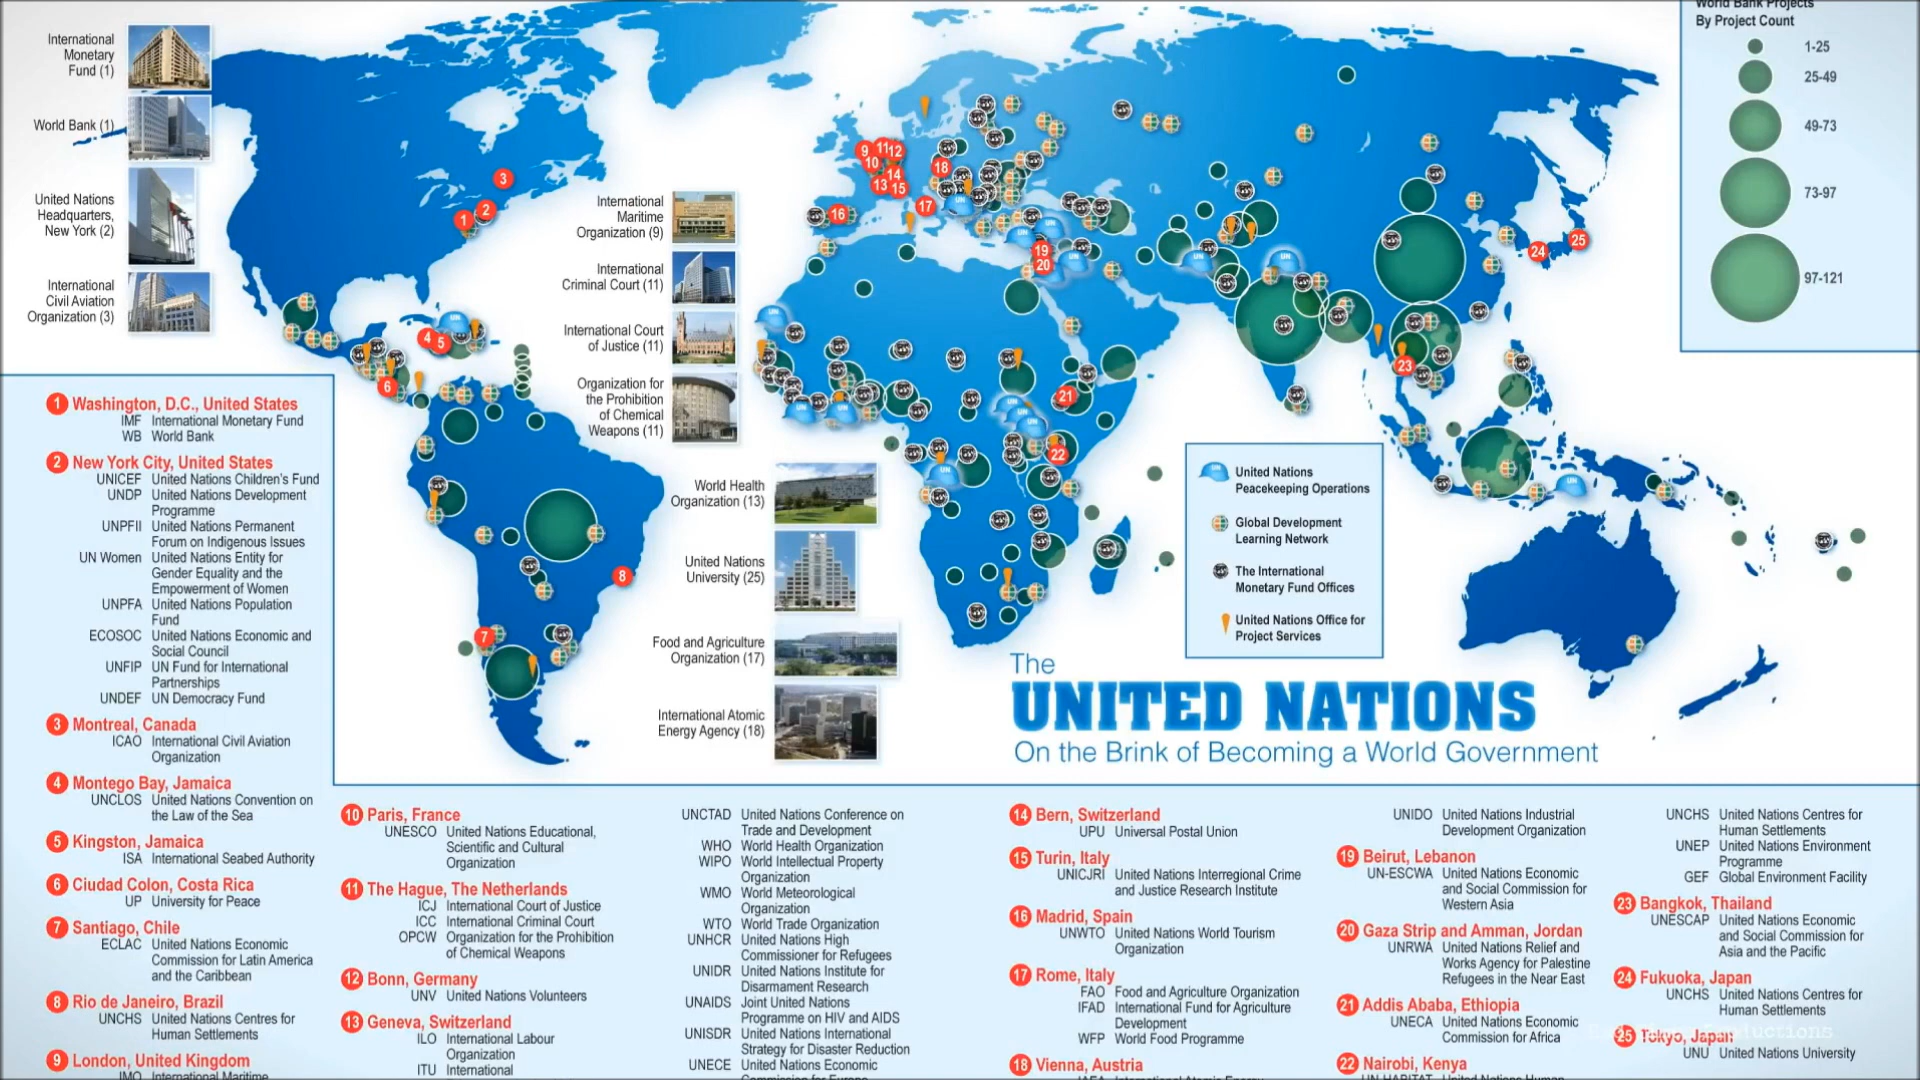 International
Monetary
Fund (1)
World Bank (1)
United Nations
Headquarters,
New York (2)
International
Civil Aviation
Organization (3)
International
Maritime
Organization (9)
International
Criminal Court (11)
International Court
of Justice (11)
Organization for
the Prohibition
of Chemical
Weapons (11)
World Health
Organization (13)
United Nations
University (25)
Food and Agriculture
Organization (17)
International Atomic
Energy Agency (18)
World Bank Projects
By Project Count
1-25
25-49
49-73
73-97
97-121
United Nations
Peacekeeping Operations
Global Development
Learning Network
The International
Monetary Fund Offices
United Nations Office for
Project Services
The
UNITED NATIONS
On the Brink of Becoming a World Government
1 Washington, D.C., United States
IMF International Monetary Fund
WB World Bank
2 New York City, United States
UNICEF United Nations Children's Fund
UNDP United Nations Development
Programme
UNPFII United Nations Permanent
Forum on Indigenous Issues
UN Women United Nations Entity for
Gender Equality and the
Empowerment of Women
UNPFA United Nations Population
Fund
ECOSOC United Nations Economic and
Social Council
UNFIP UN Fund for International
Partnerships
UNDEF UN Democracy Fund
3 Montreal, Canada
ICAO International Civil Aviation
Organization
4 Montego Bay, Jamaica
UNCLOS United Nations Convention on
the Law of the Sea
5 Kingston, Jamaica
ISA International Seabed Authority
6 Ciudad Colon, Costa Rica
UP University for Peace
7 Santiago, Chile
ECLAC United Nations Economic
Commission for Latin America
and the Caribbean
8 Rio de Janeiro, Brazil
UNCHS United Nations Centres for
Human Settlements
9 London, United Kingdom
IMO International Maritime
10 Paris, France
UNESCO United Nations Educational,
Scientific and Cultural
Organization
11 The Hague, The Netherlands
ICJ International Court of Justice
ICC International Criminal Court
OPCW Organization for the Prohibition
of Chemical Weapons
12 Bonn, Germany
UNV United Nations Volunteers
13 Geneva, Switzerland
ILO International Labour
Organization
ITU International
UNCTAD United Nations Conference on
Trade and Development
WHO World Health Organization
WIPO World Intellectual Property
Organization
WMO World Meteorological
Organization
WTO World Trade Organization
UNHCR United Nations High
Commissioner for Refugees
UNIDR United Nations Institute for
Disarmament Research
UNAIDS Joint United Nations
Programme on HIV and AIDS
UNISDR United Nations International
Strategy for Disaster Reduction
UNECE United Nations Economic
Commission for Europe
14 Bern, Switzerland
UPU Universal Postal Union
15 Turin, Italy
UNICJRI United Nations Interregional Crime
and Justice Research Institute
16 Madrid, Spain
UNWTO United Nations World Tourism
Organization
17 Rome, Italy
FAO Food and Agriculture Organization
IFAD International Fund for Agriculture
Development
WFP World Food Programme
18 Vienna, Austria
IAEA International Atomic Energy
UNIDO United Nations Industrial
Development Organization
19 Beirut, Lebanon
UN-ESCWA United Nations Economic
and Social Commission for
Western Asia
20 Gaza Strip and Amman, Jordan
UNRWA United Nations Relief and
Works Agency for Palestine
Refugees in the Near East
21 Addis Ababa, Ethiopia
UNECA United Nations Economic
Commission for Africa
22 Nairobi, Kenya
UN-HABITAT United Nations Human
UNCHS United Nations Centres for
Human Settlements
UNEP United Nations Environment
Programme
GEF Global Environment Facility
23 Bangkok, Thailand
UNESCAP United Nations Economic
and Social Commission for
Asia and the Pacific
24 Fukuoka, Japan
UNCHS United Nations Centres for
Human Settlements
25 Tokyo, Japan
UNU United Nations University